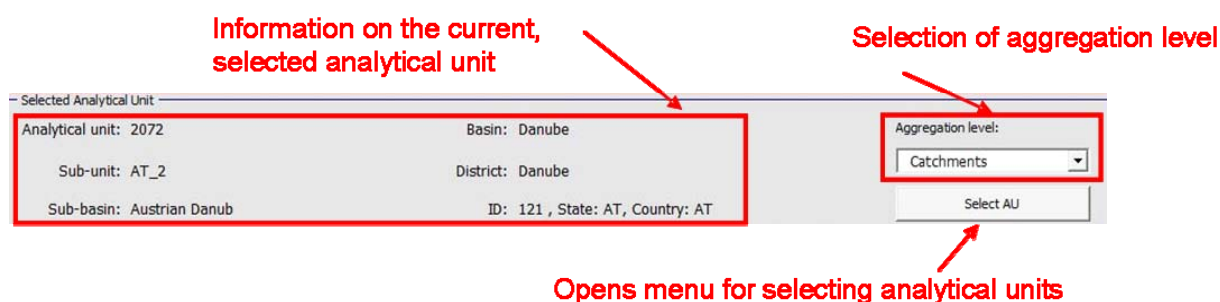 Information on the current,
selected analytical unit
Selection of aggregation level
Selected Analytical Unit
Analytical unit: 2072 Basin: Danube Aggregation level:
Sub-unit: AT_2 District: Danube Catchments
Sub-basin: Austrian Danub ID: 121 , State: AT, Country: AT Select AU
Opens menu for selecting analytical units